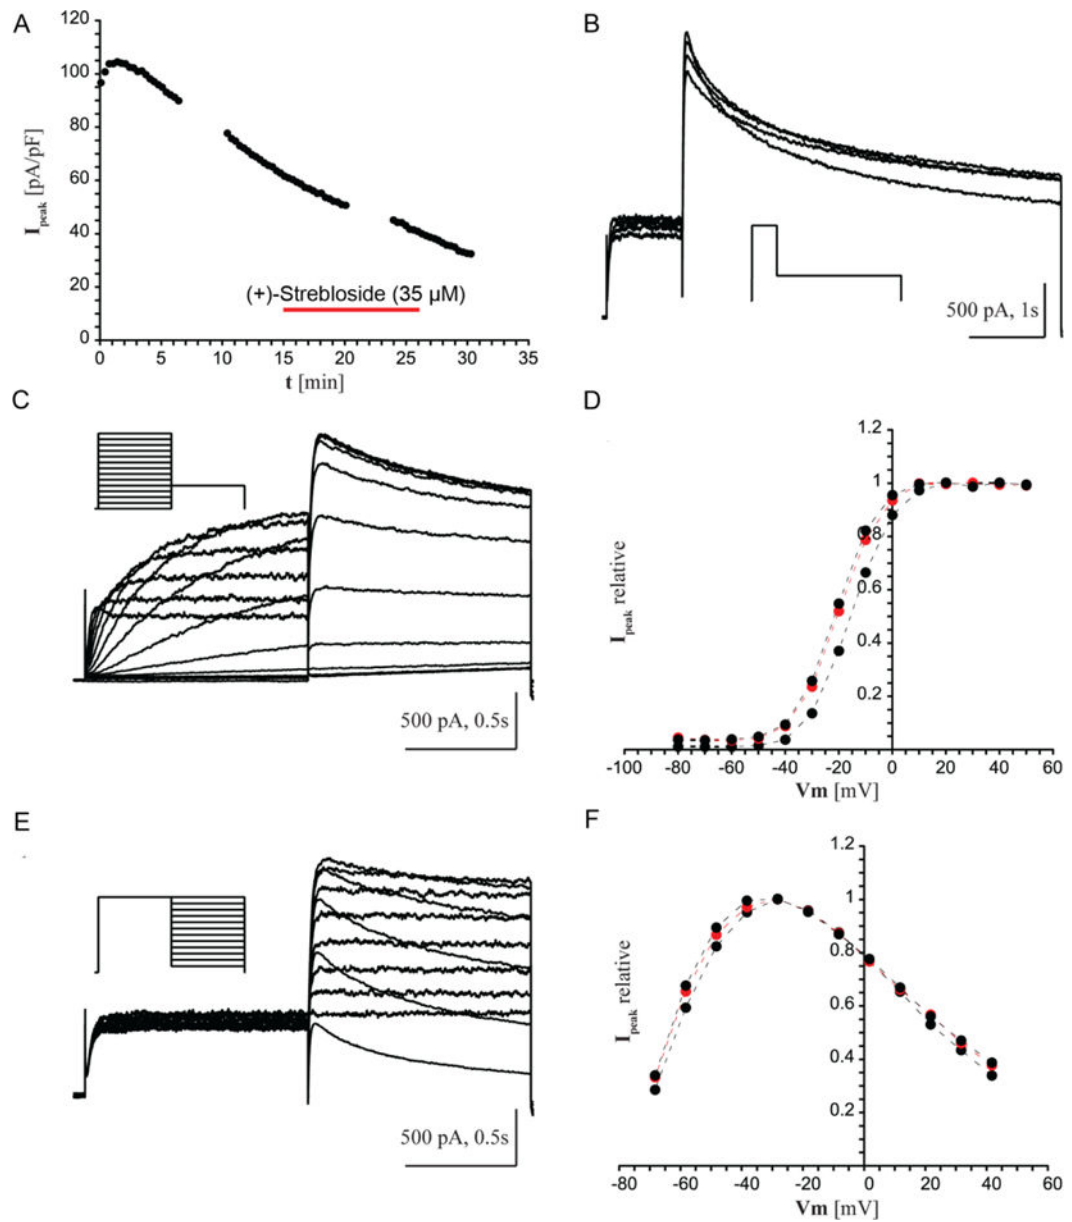 A
120
100
80
60
40
20
0
I peak [pA/pF]
(+)-Strebloside (35 μM)
0 5 10 15 20 25 30 35
t [min]
B
500 pA, 1s
C
500 pA, 0.5s
D
1.2
1
0.8
0.6
0.4
0.2
I peak relative
-100 -80 -60 -40 -20 0 20 40 60
Vm [mV]
E
500 pA, 0.5s
F
1.2
1
0.8
0.6
0.4
0.2
I peak relative
-80 -60 -40 -20 0 20 40 60
Vm [mV]